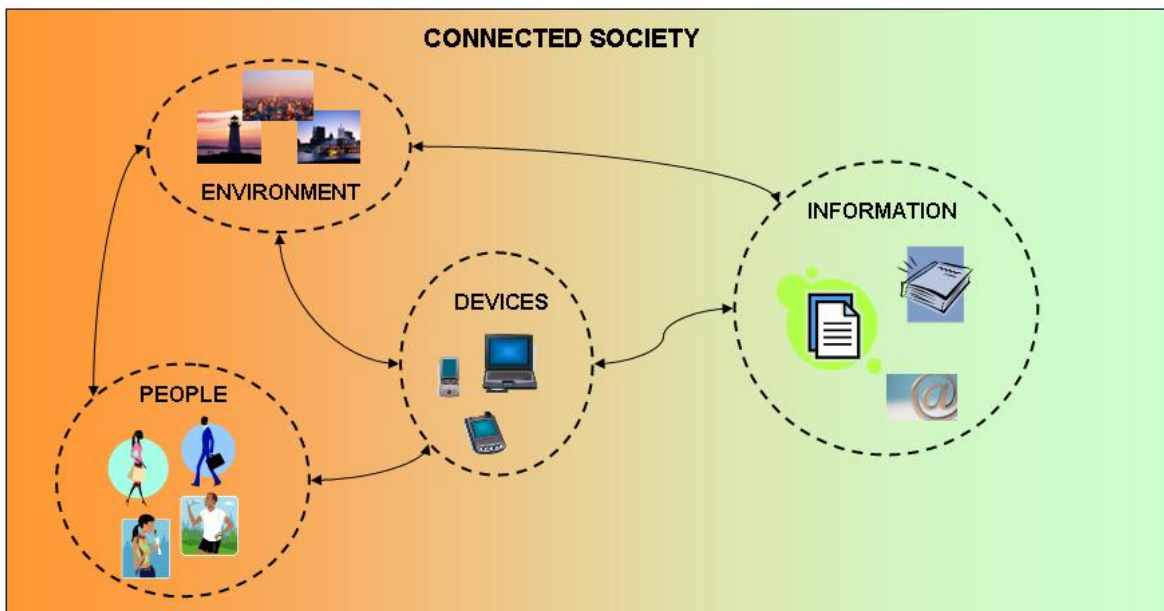 CONNECTED SOCIETY
ENVIRONMENT
INFORMATION
DEVICES
PEOPLE
@